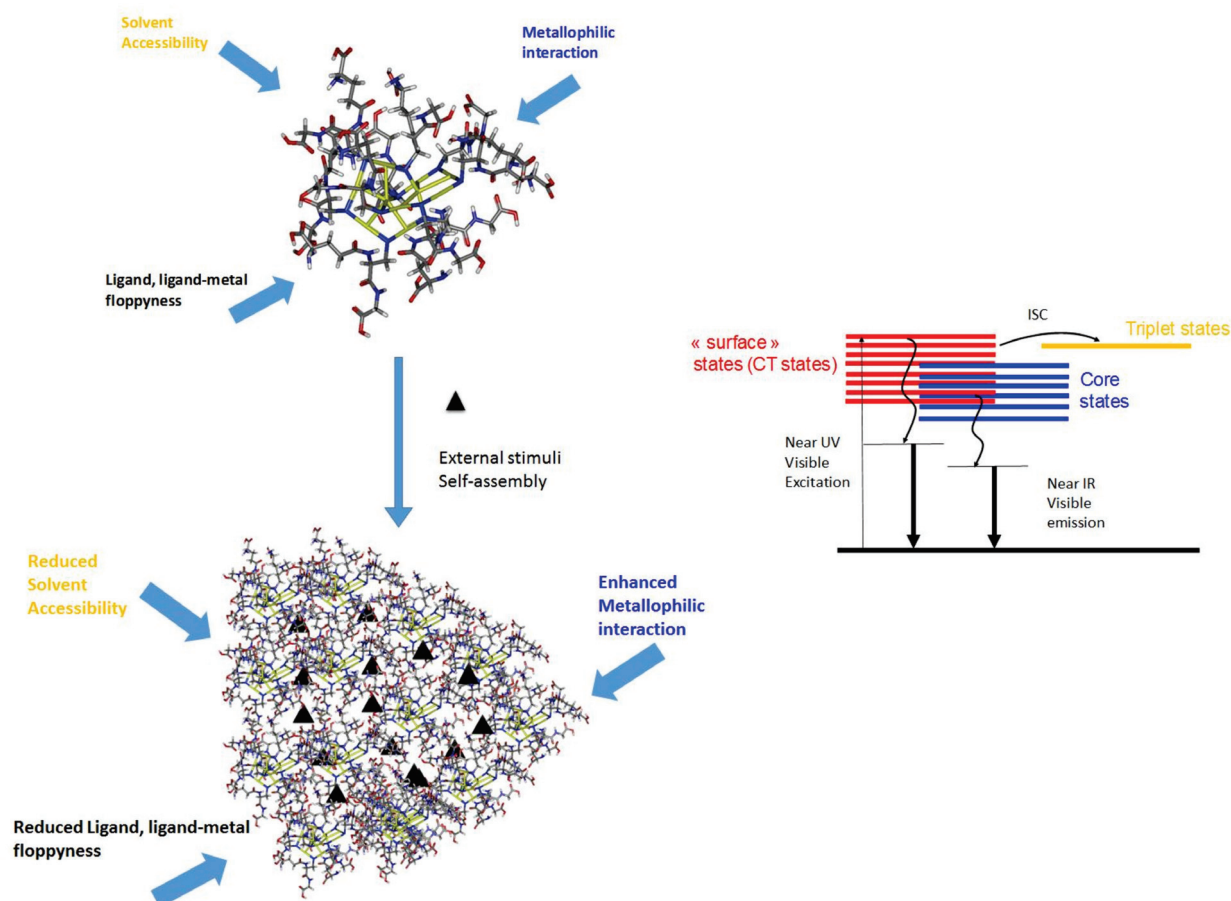 Solvent
Accessibility
Metallophilic
interaction
Ligand, ligand-metal
floppyness
External stimuli
Self-assembly
Reduced
Solvent
Accessibility
Enhanced
Metallophilic
interaction
Reduced Ligand, ligand-metal
floppyness
ISC
Triplet states
« surface »
states (CT states)
Core
states
Near UV
Visible
Excitation
Near IR
Visible
emission